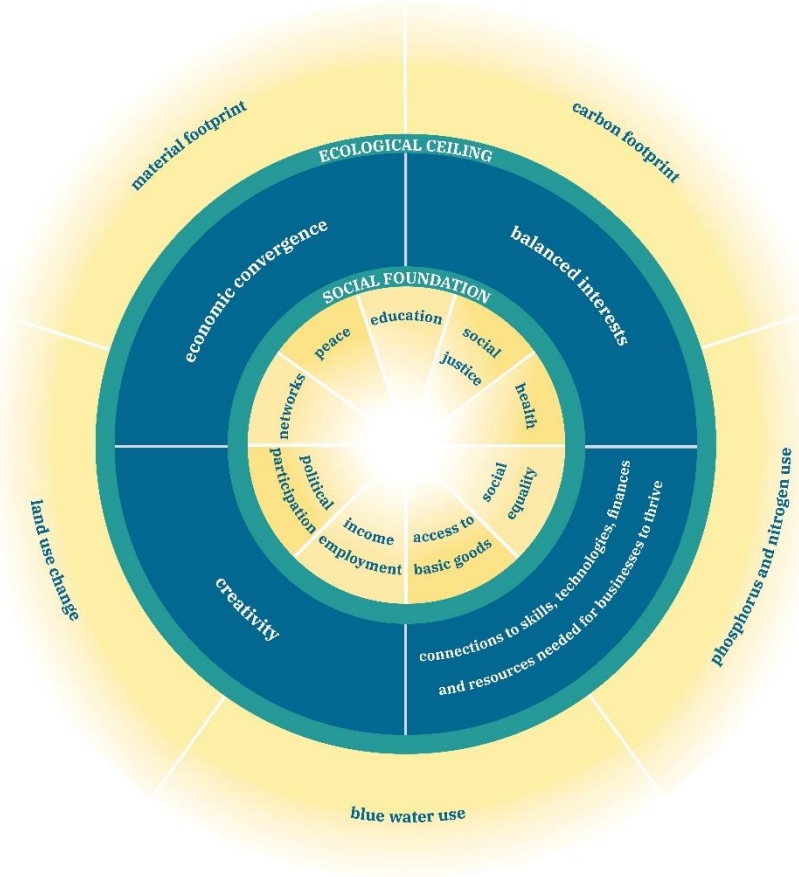 material footprint
carbon footprint
ECOLOGICAL CEILING
economic convergence
balanced interests
SOCIAL FOUNDATION
peace
education
social
justice
networks
health
political
participation
social
equality
income
employment
access to
basic goods
creativity
connections to skills, technologies, finances
and resources needed for businesses to thrive
land use change
phosphorus and nitrogen use
blue water use